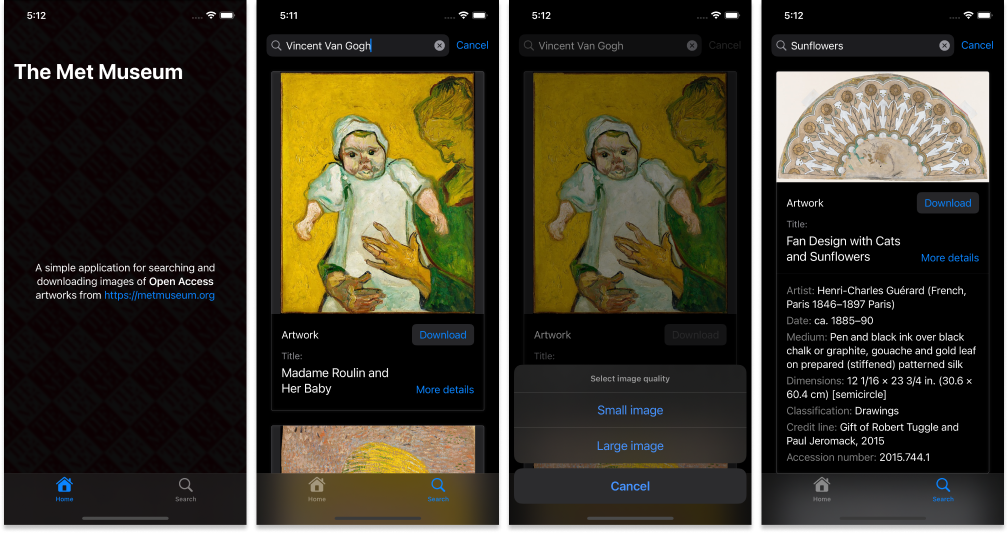 5:12
The Met Museum
A simple application for searching and
downloading images of Open Access
artworks from https://metmuseum.org
Home
Search
5:11
Vincent Van Gogh
Cancel
Artwork
Download
Title:
Madame Roulin and
Her Baby
More details
Home
Search
5:12
Vincent Van Gogh
Cancel
Artwork
Download
Title:
Select image quality
Small image
Large image
Cancel
5:12
Sunflowers
Cancel
Artwork
Download
Title:
Fan Design with Cats
and Sunflowers
More details
Artist: Henri-Charles Guérard (French,
Paris 1846–1897 Paris)
Date: ca. 1885–90
Medium: Pen and black ink over black
chalk or graphite, gouache and gold leaf
on prepared (stiffened) patterned silk
Dimensions: 12 1/16 × 23 3/4 in. (30.6 ×
60.4 cm) [semicircle]
Classification: Drawings
Credit line: Gift of Robert Tuggle and
Paul Jeromack, 2015
Accession number: 2015.744.1
Home
Search